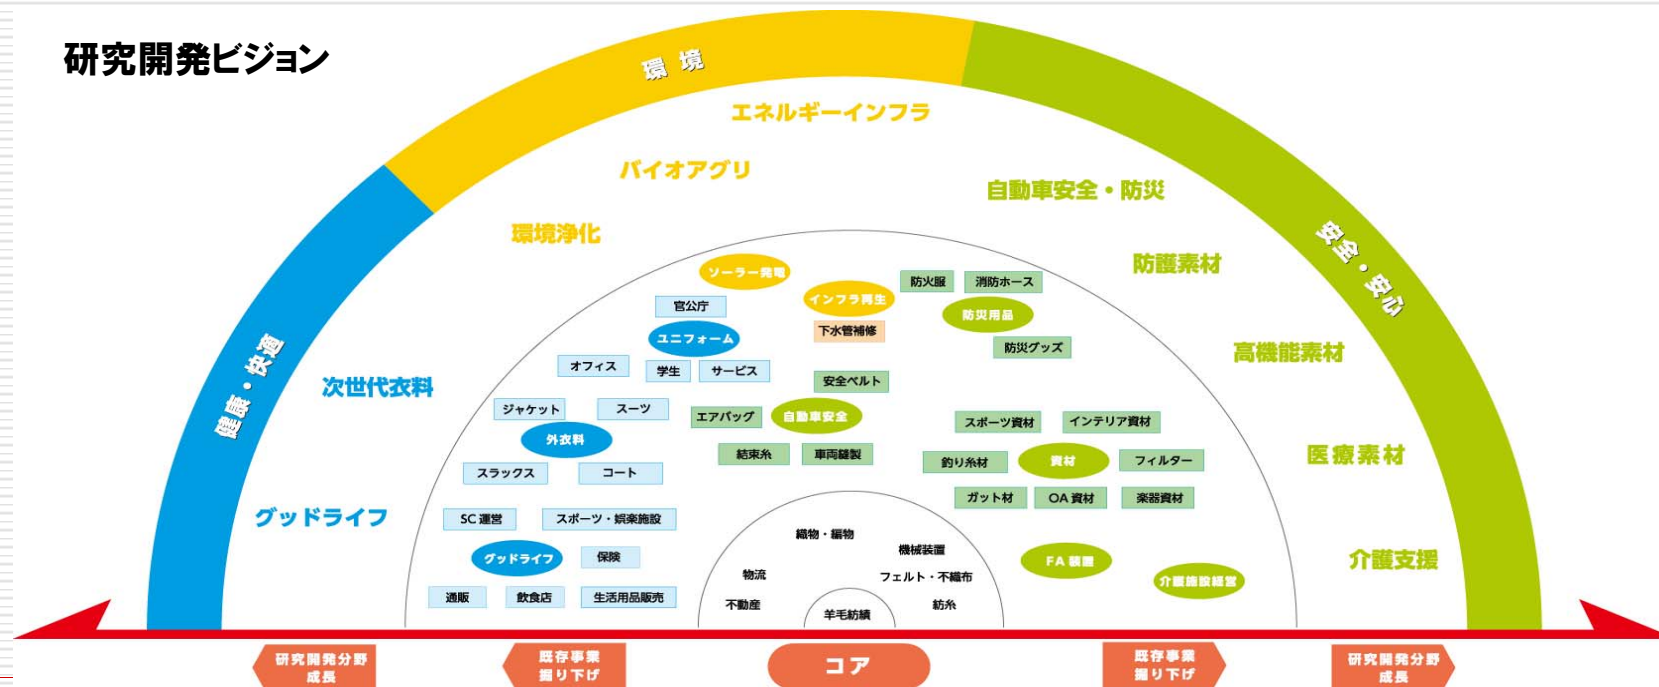 研究開発ビジョン
環境
健康・快適
安全・安心
エネルギーインフラ
バイオアグリ
環境浄化
次世代衣料
グッドライフ
自動車安全・防災
防護素材
高機能素材
医療素材
介護支援
ソーラー発電
インフラ再生
下水管補修
官公庁
ユニフォーム
オフィス
学生
サービス
防火服
消防ホース
防災用品
防災グッズ
ジャケット
スーツ
外衣料
スラックス
コート
安全ベルト
エアバッグ
自動車安全
結束糸
車両縫製
スポーツ資材
インテリア資材
釣り糸材
資材
フィルター
ガット材
OA 資材
楽器資材
SC 運営
スポーツ・娯楽施設
グッドライフ
保険
通販
飲食店
生活用品販売
FA 装置
介護施設経営
織物・編物
機械装置
物流
フェルト・不織布
不動産
紡糸
羊毛紡績
研究開発分野
成長
既存事業
掘り下げ
コア
既存事業
掘り下げ
研究開発分野
成長